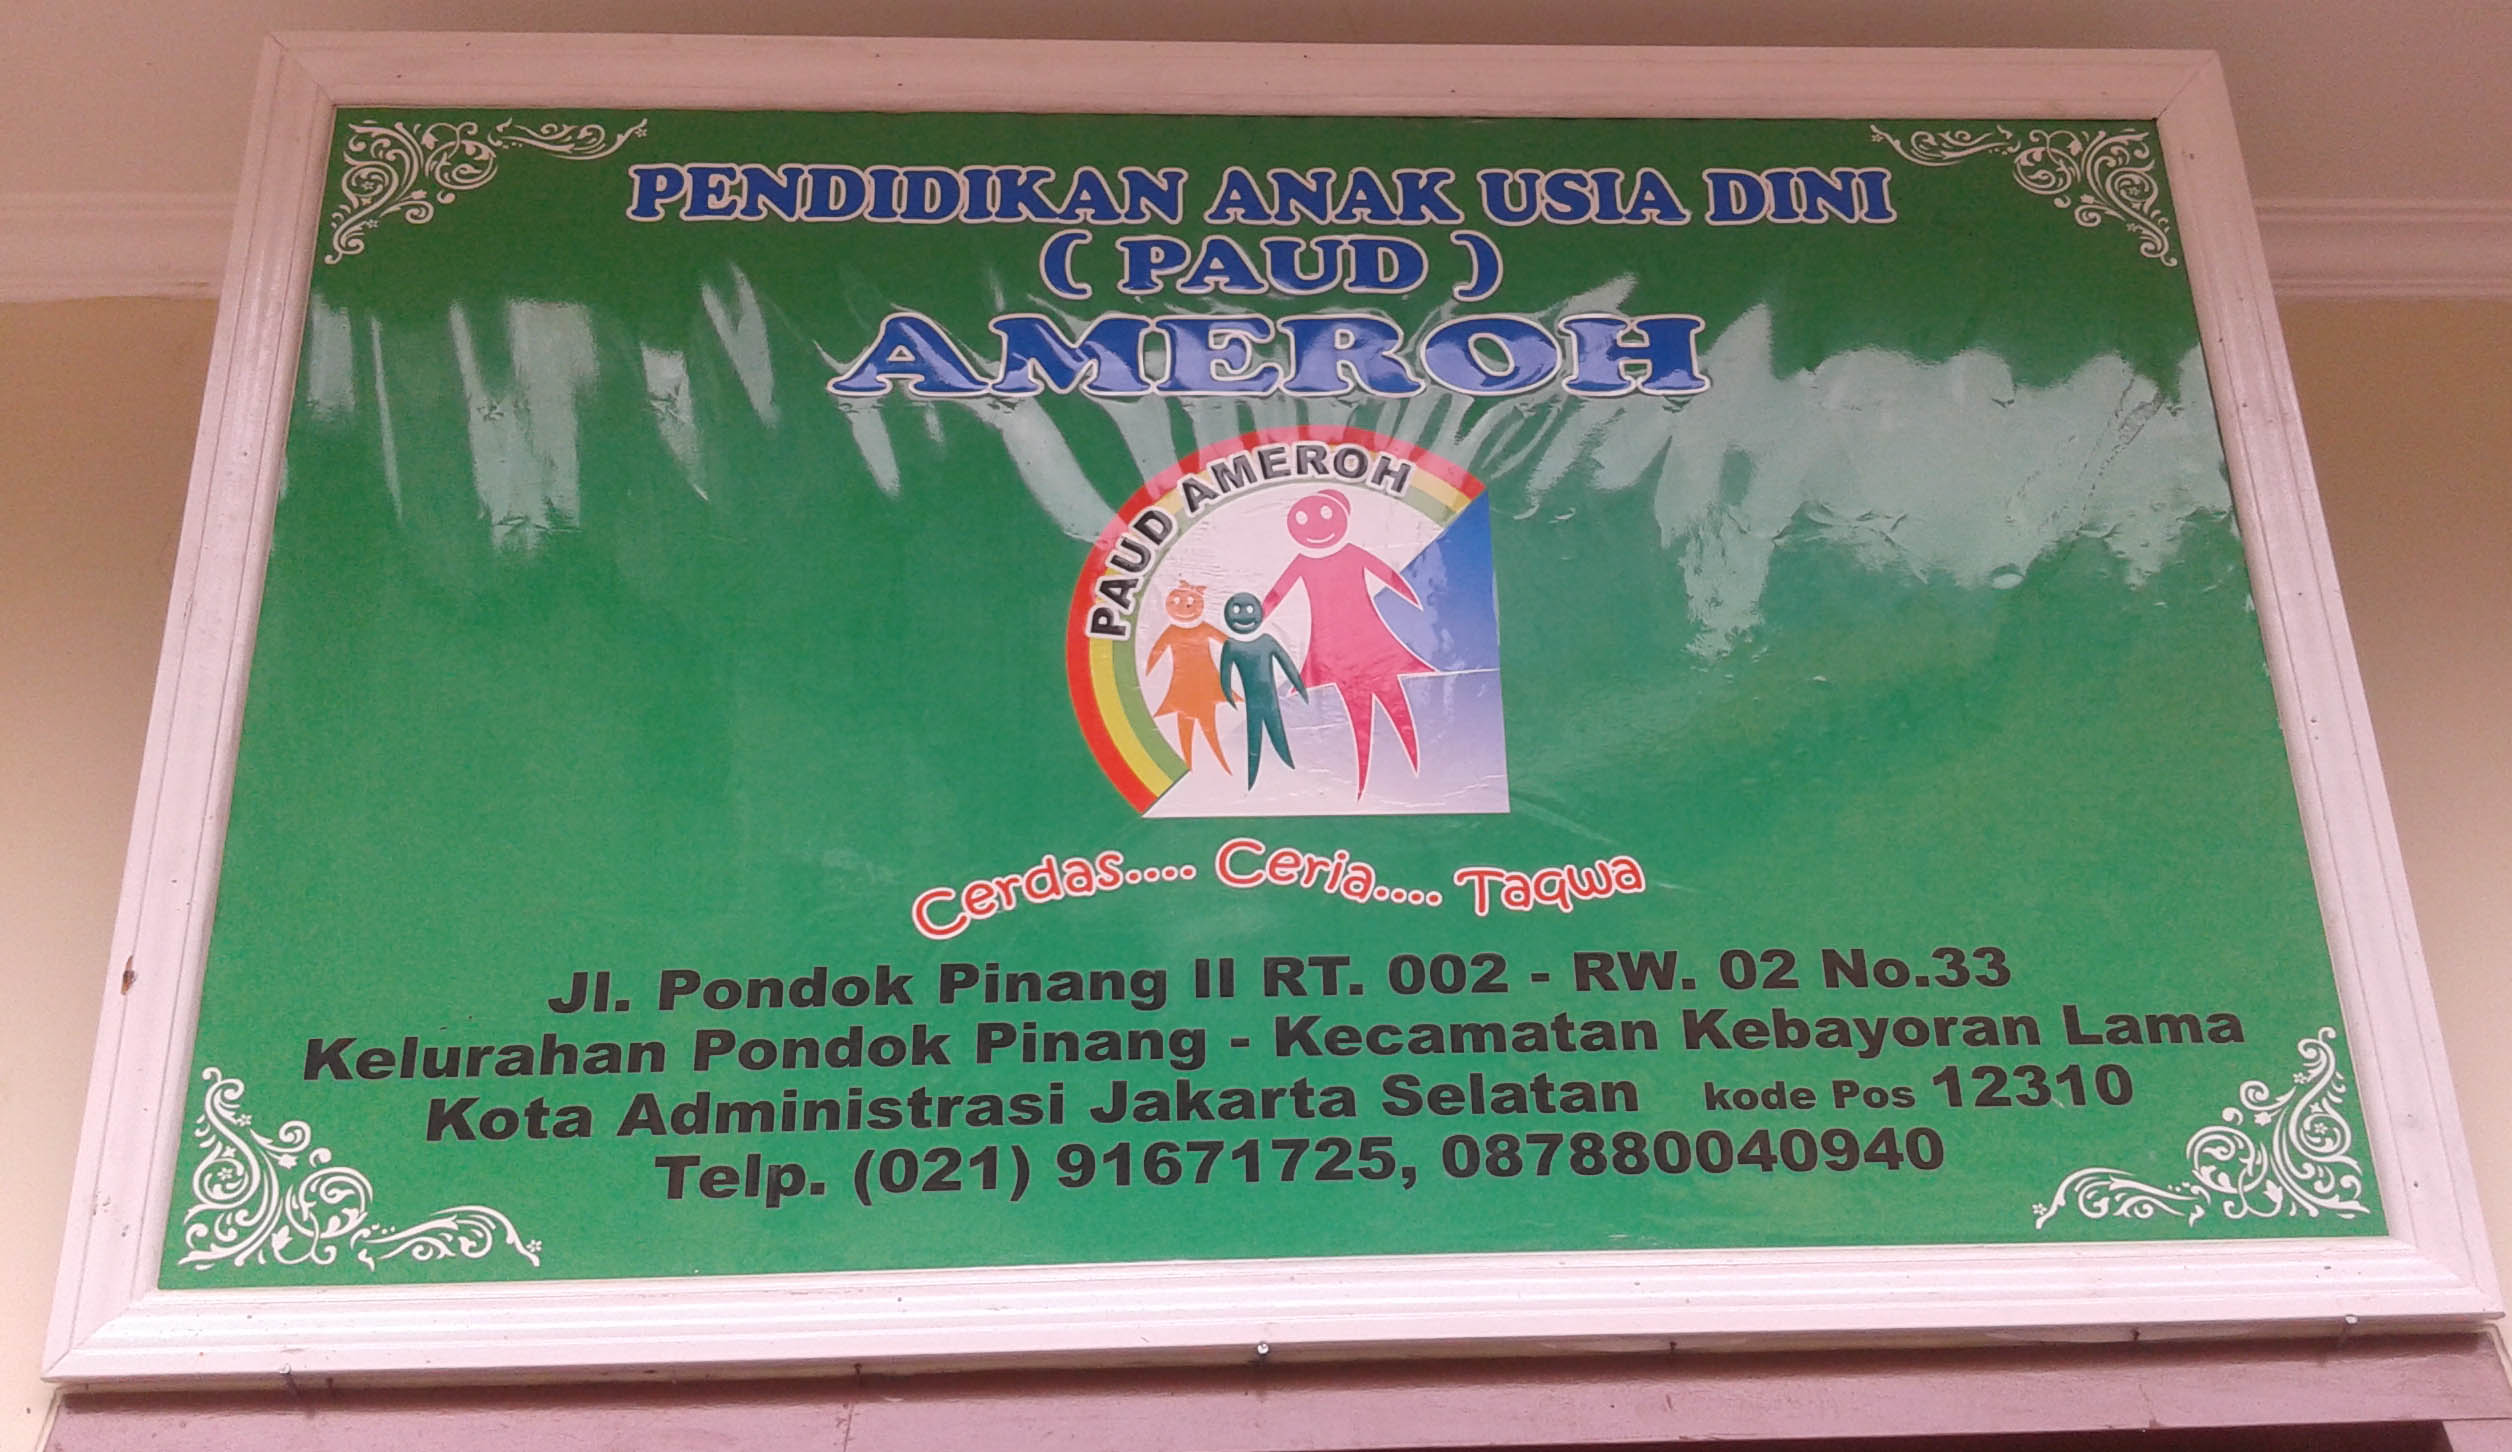 PENDIDIKAN ANAK USIA DINI
( PAUD )
AMEROH
PAUD AMEROH
Cerdas.... Ceria.... Taqwa
Jl. Pondok Pinang II RT. 002 - RW. 02 No.33
Kelurahan Pondok Pinang - Kecamatan Kebayoran Lama
Kota Administrasi Jakarta Selatan kode Pos 12310
Telp. (021) 91671725, 087880040940